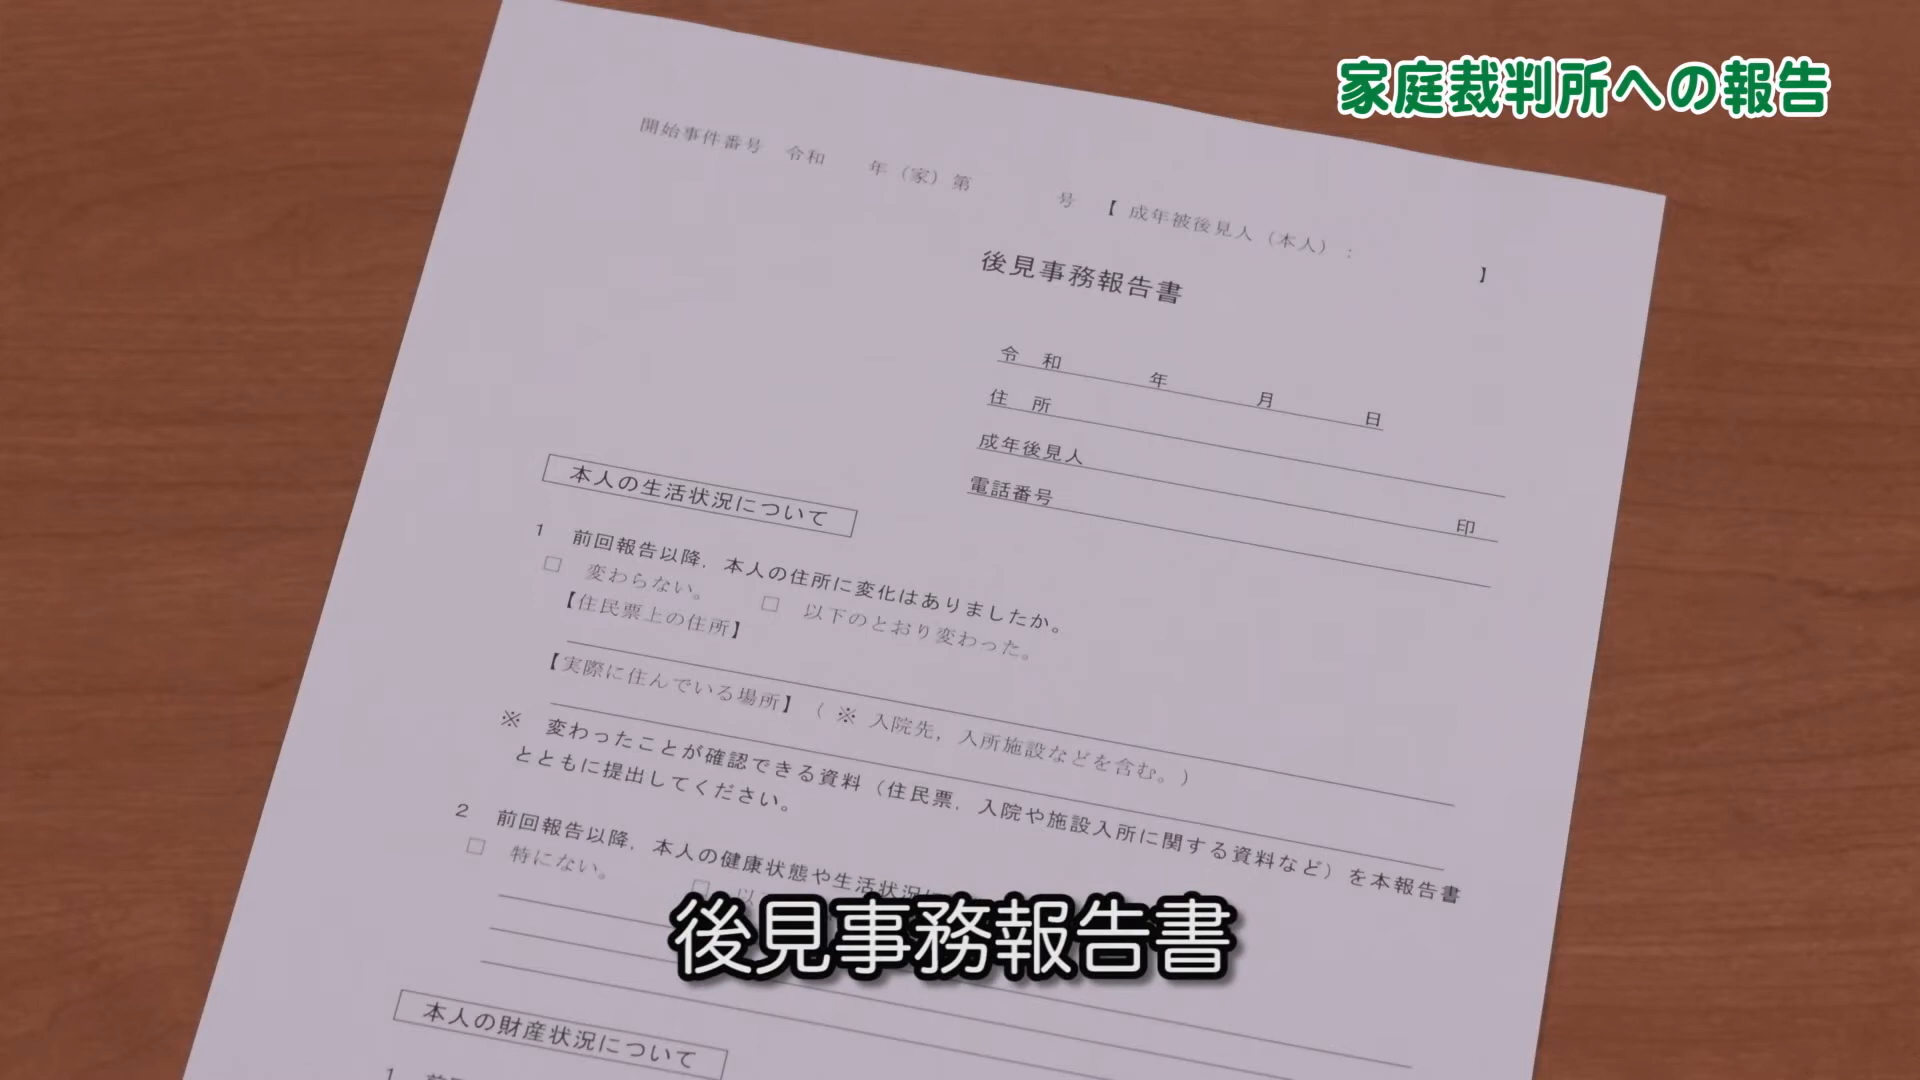 家庭裁判所への報告
開始事件番号　令和　　年（家）第　　　　号　【 成年被後見人（本人）：　　　　　　】
後見事務報告書
令　和　　　　年　　　　月　　　　日
住　所
成年後見人　　　　　　　　　　　　　　　　　　印
電話番号
本人の生活状況について
1　前回報告以降，本人の住所に変化はありましたか。
□　変わらない。　　□　以下のとおり変わった。
【住民票上の住所】
【実際に住んでいる場所】（ ※ 入院先，入所施設などを含む。）
※　変わったことが確認できる資料（住民票，入院や施設入所に関する資料など）を本報告書
とともに提出してください。
2　前回報告以降，本人の健康状態や生活状況に
□　特にない。　　□　以
後見事務報告書
本人の財産状況について
1　前